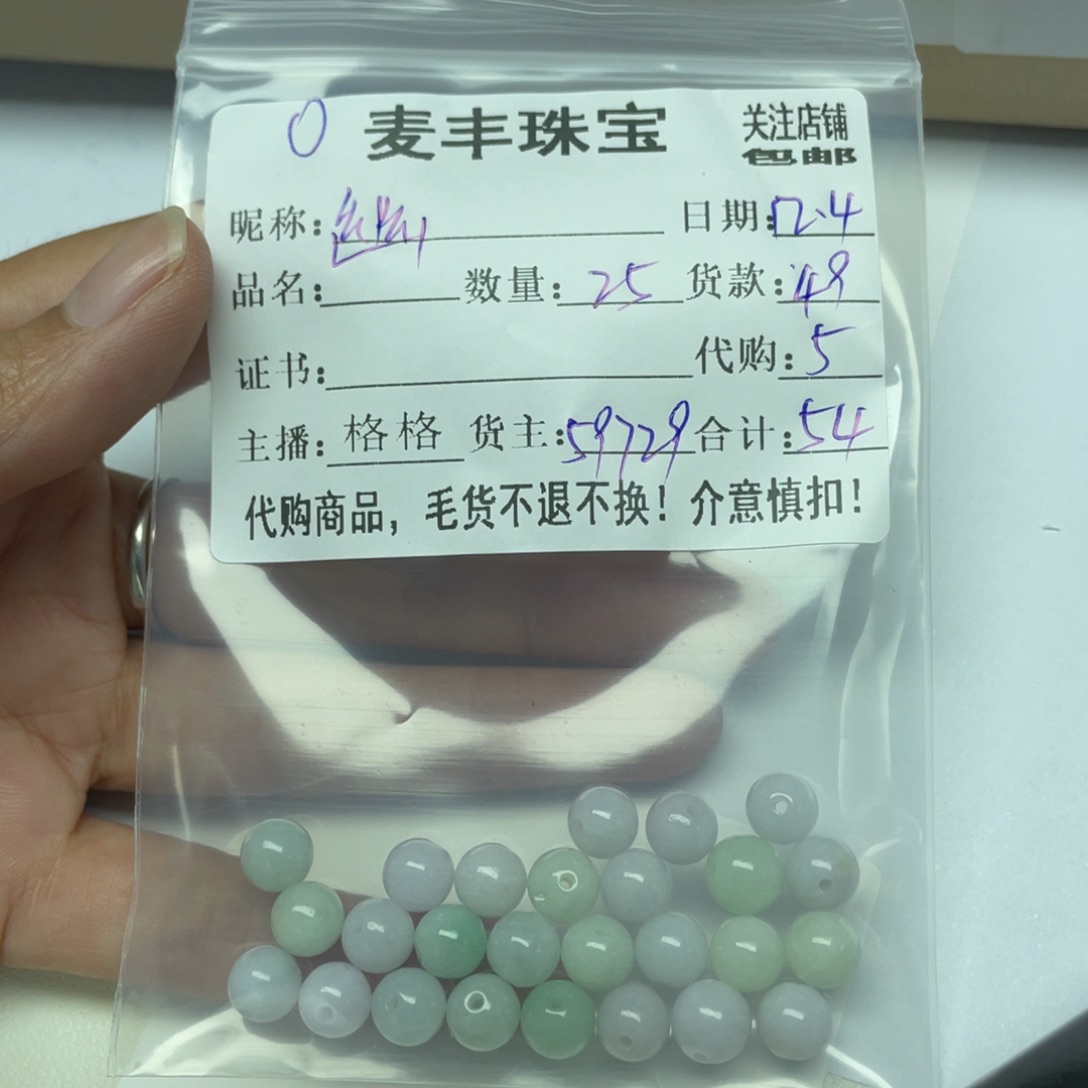 0 麦丰珠宝 关注店铺
包邮
昵称: 日期:12.4
品名: 数量: 25 货款: 49
证书: 代购: 5
主播: 格格 货主: 59729 合计: 54
代购商品，毛货不退不换！介意慎扣！